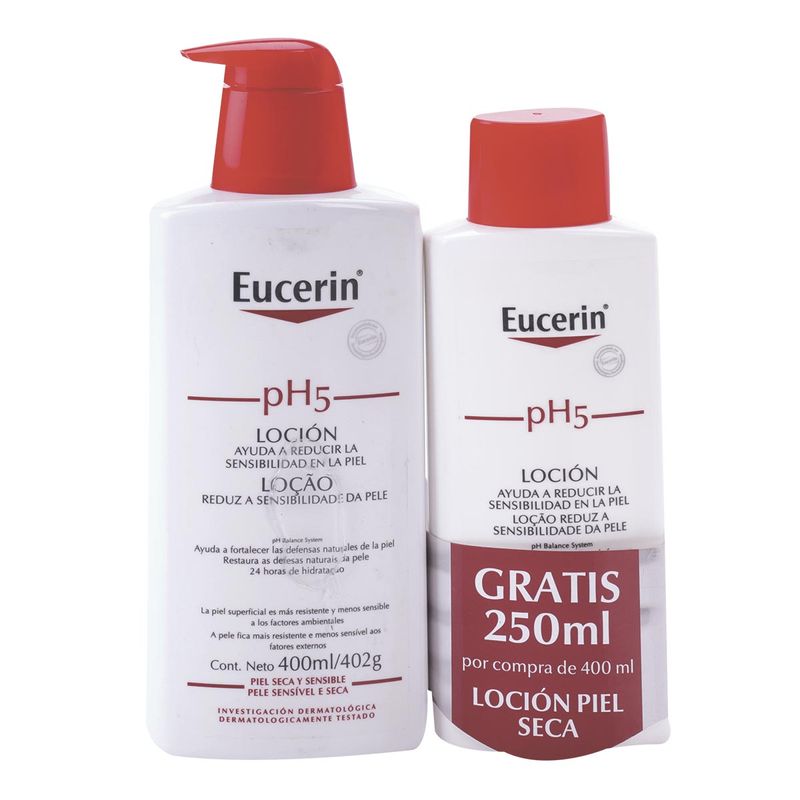 Eucerin®
pH5
LOCIÓN
AYUDA A REDUCIR LA
SENSIBILIDAD EN LA PIEL
LOÇÃO
REDUZ A SENSIBILIDADE DA PELE
pH Balance System
Ayuda a fortalecer las defensas naturales de la piel
Restaura as defesas naturais da pele
24 horas de hidratação
La piel superficial es más resistente y menos sensible
a los factores ambientales
A pele fica mais resistente e menos sensível aos
fatores externos
Cont. Neto 400ml/402g
PIEL SECA Y SENSIBLE
PELE SENSÍVEL E SECA
INVESTIGACIÓN DERMATOLÓGICA
DERMATOLOGICAMENTE TESTADO
Eucerin
Eucerin®
pH5
LOCIÓN
AYUDA A REDUCIR LA
SENSIBILIDAD EN LA PIEL
LOÇÃO REDUZ A
SENSIBILIDADE DA PELE
pH Balance System
GRATIS
250ml
por compra de 400 ml
LOCIÓN PIEL
SECA